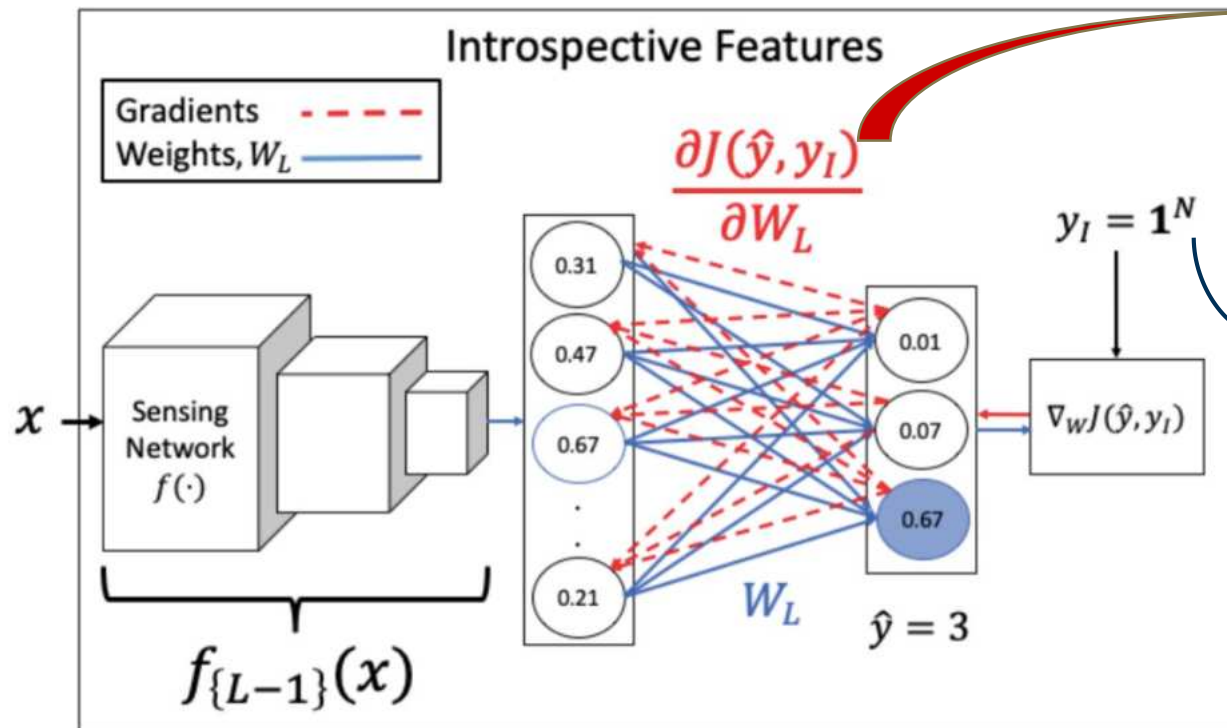 Introspective Features
Gradients
Weights, W_L
∂J(ŷ, y_I)
∂W_L
y_I = 1^N
0.31
0.47
0.67
.
.
0.21
0.01
0.07
0.67
∇_W J(ŷ, y_I)
x
Sensing
Network
f(·)
W_L
ŷ = 3
f_{L−1}(x)